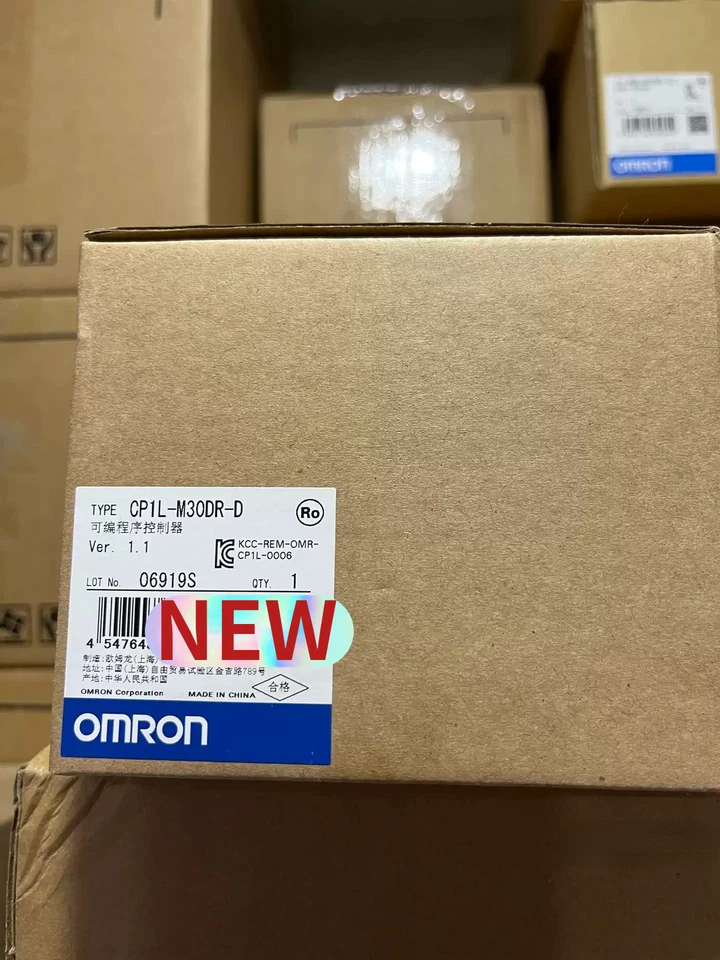 OMRON
TYPE CP1L-M30DR-D
Ro
可编程序控制器
Ver. 1.1
KCC-REM-OMR-
CP1L-0006
LOT No. 06919S QTY. 1
NEW
制造:欧姆龙(上海)
地址:中国(上海)自由贸易试验区金吉路789号
产地:中华人民共和国
合格
OMRON Corporation MADE IN CHINA
OMRON